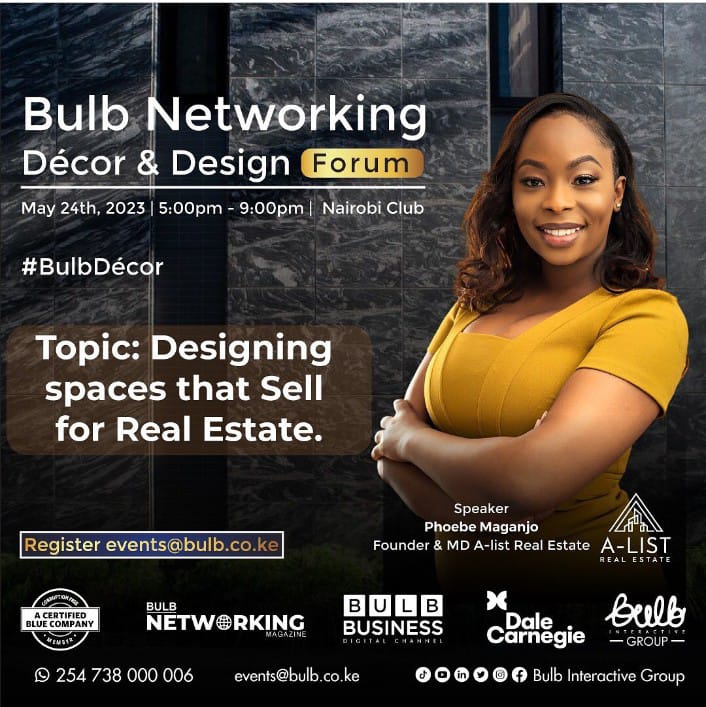 Bulb Networking
Décor & Design Forum
May 24th, 2023 | 5:00pm - 9:00pm | Nairobi Club
#BulbDécor
Topic: Designing
spaces that Sell
for Real Estate.
Speaker
Phoebe Maganjo
Founder & MD A-list Real Estate
A-LIST
REAL ESTATE
Register events@bulb.co.ke
CORRUPTION FREE
A CERTIFIED
BLUE COMPANY
MEMBER
BULB
NETWORKING
MAGAZINE
BULB
BUSINESS
DIGITAL CHANNEL
Dale
Carnegie
Bulb
INTERACTIVE
GROUP
254 738 000 006
events@bulb.co.ke
Bulb Interactive Group